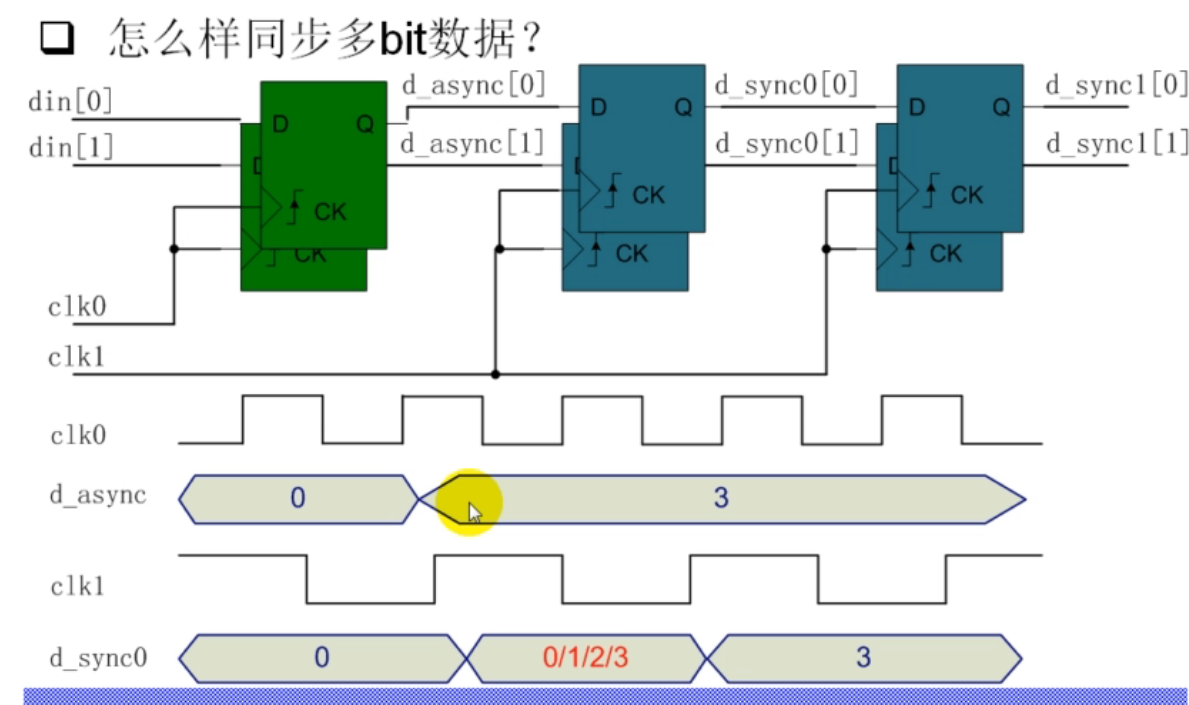 怎么样同步多bit数据？
din[0]
d_async[0]
d_sync0[0]
d_sync1[0]
din[1]
d_async[1]
d_sync0[1]
d_sync1[1]
D Q
CK
CK
D Q
CK
CK
D Q
CK
CK
clk0
clk1
clk0
d_async 0 3
clk1
d_sync0 0 0/1/2/3 3